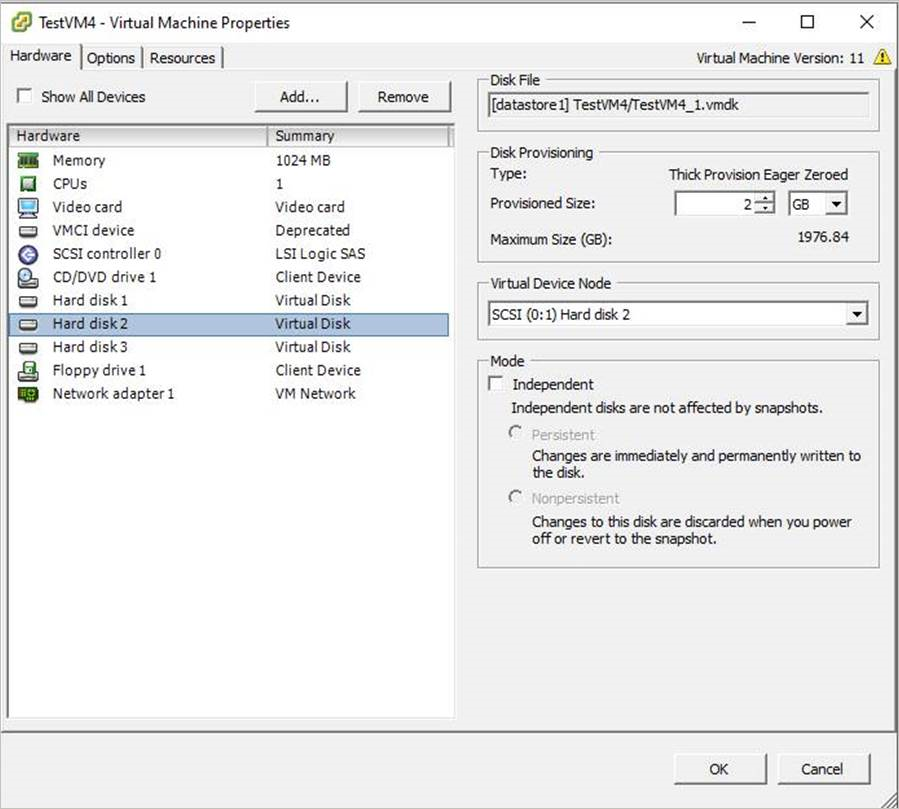 TestVM4 - Virtual Machine Properties
Hardware Options Resources
Virtual Machine Version: 11
Show All Devices
Add...
Remove
Hardware Summary
Memory 1024 MB
CPUs 1
Video card Video card
VMCI device Deprecated
SCSI controller 0 LSI Logic SAS
CD/DVD drive 1 Client Device
Hard disk 1 Virtual Disk
Hard disk 2 Virtual Disk
Hard disk 3 Virtual Disk
Floppy drive 1 Client Device
Network adapter 1 VM Network
Disk File
[datastore1] TestVM4/TestVM4_1.vmdk
Disk Provisioning
Type: Thick Provision Eager Zeroed
Provisioned Size: 2 GB
Maximum Size (GB): 1976.84
Virtual Device Node
SCSI (0:1) Hard disk 2
Mode
Independent
Independent disks are not affected by snapshots.
Persistent
Changes are immediately and permanently written to
the disk.
Nonpersistent
Changes to this disk are discarded when you power
off or revert to the snapshot.
OK
Cancel